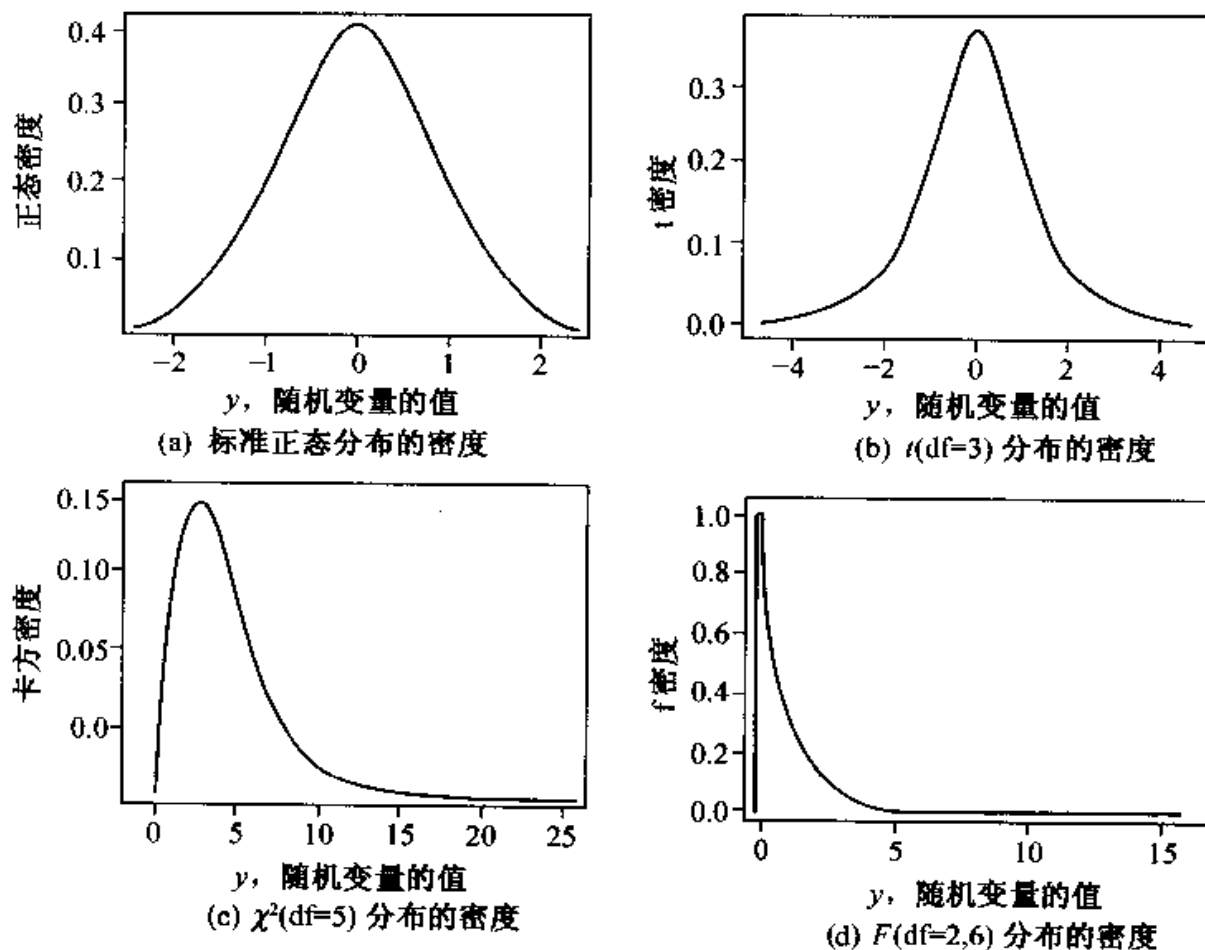 0.4
0.3
0.2
0.1
正态密度
−2 −1 0 1 2
y，随机变量的值
(a) 标准正态分布的密度
0.3
0.2
0.1
0.0
t 密度
−4 −2 0 2 4
y，随机变量的值
(b) t(df=3) 分布的密度
0.15
0.10
0.05
0.0
卡方密度
0 5 10 15 20 25
y，随机变量的值
(c) χ²(df=5) 分布的密度
1.0
0.8
0.6
0.4
0.2
0.0
f 密度
0 5 10 15
y，随机变量的值
(d) F(df=2,6) 分布的密度